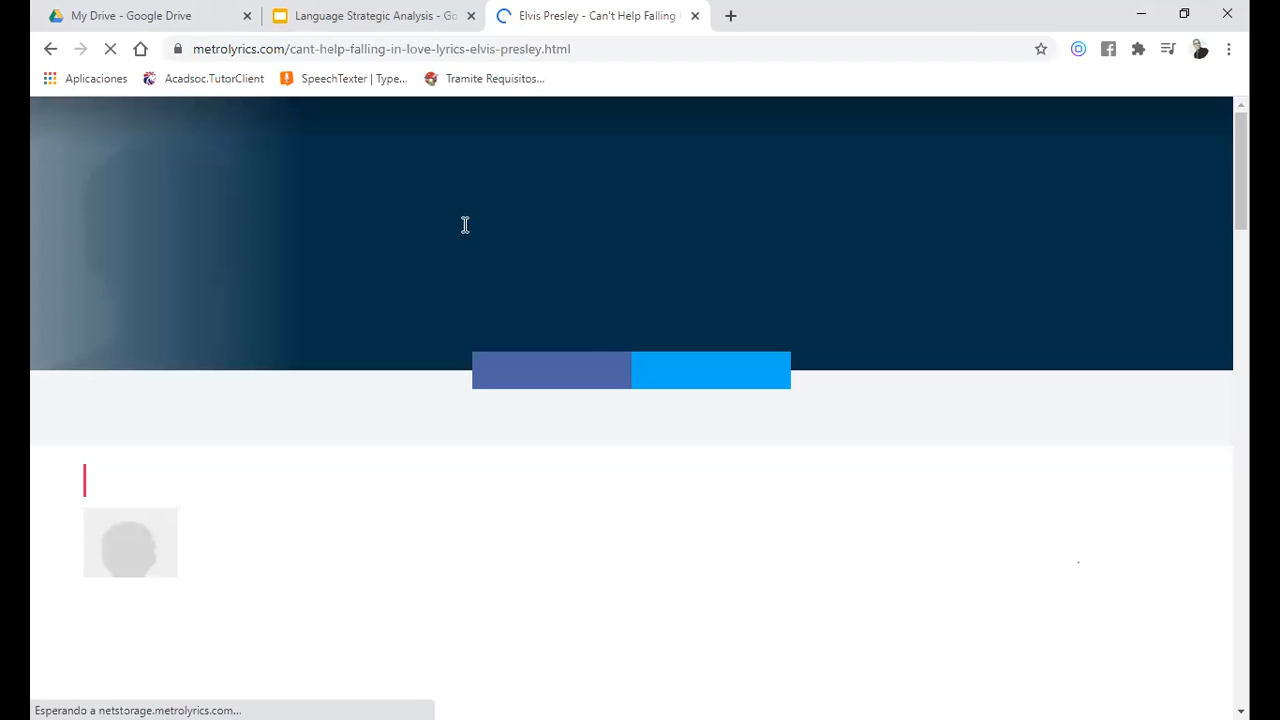 My Drive - Google Drive
Language Strategic Analysis - Go
Elvis Presley - Can't Help Falling
metrolyrics.com/cant-help-falling-in-love-lyrics-elvis-presley.html
Aplicaciones
Acadsoc.TutorClient
SpeechTexter | Type...
Tramite Requisitos...
Esperando a netstorage.metrolyrics.com...